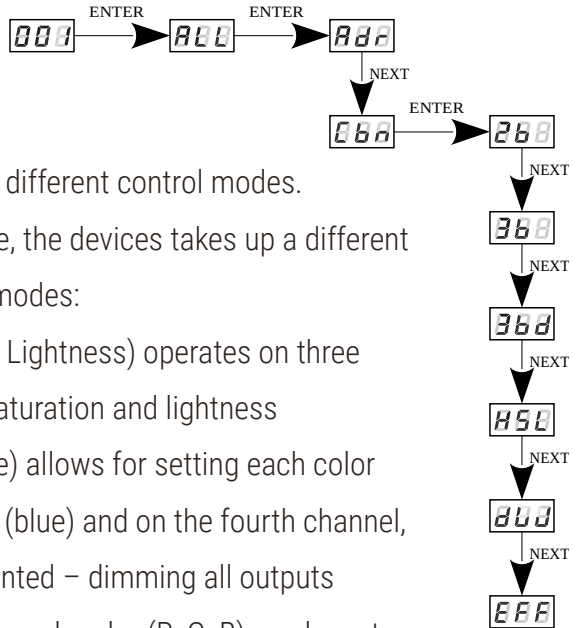 ENTER ENTER
001 ALL Adr
NEXT
ENTER
Cbn 2b
NEXT
different control modes.
3b
e, the devices takes up a different
NEXT
modes:
3bd
Lightness) operates on three
NEXT
aturation and lightness
HSL
e) allows for setting each color
NEXT
(blue) and on the fourth channel,
dUJ
nted – dimming all outputs
NEXT
EFF